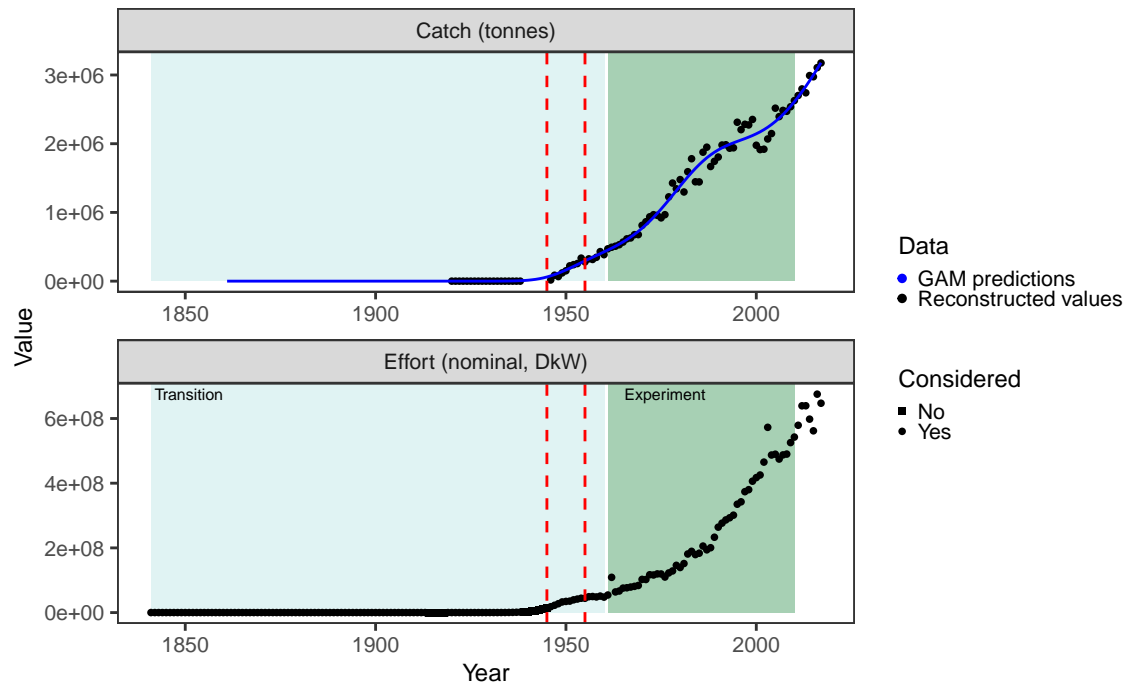 Catch (tonnes)
3e+06
2e+06
1e+06
0e+00
1850 1900 1950 2000
Effort (nominal, DkW)
Transition Experiment
6e+08
4e+08
2e+08
0e+00
1850 1900 1950 2000
Year
Value
Data
GAM predictions
Reconstructed values
Considered
No
Yes